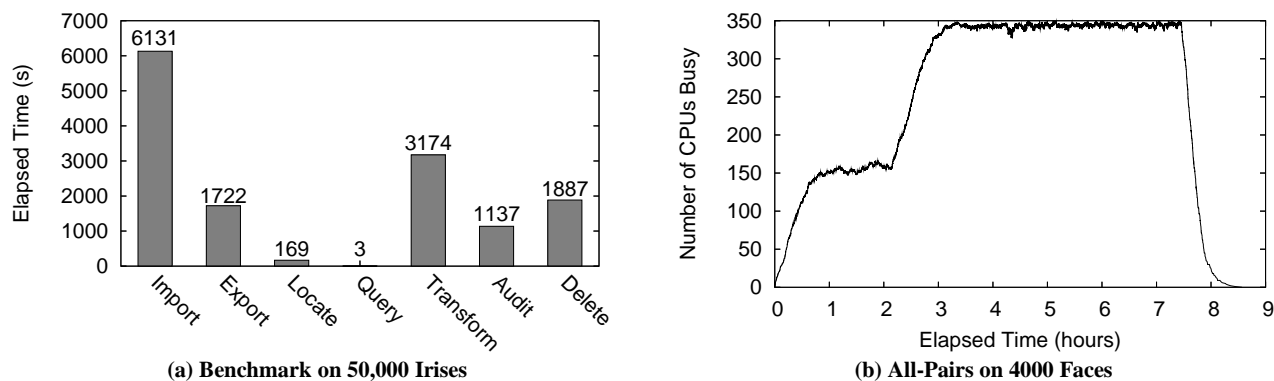 7000
6000
5000
4000
3000
2000
1000
0
Elapsed Time (s)
6131
1722
169
3
3174
1137
1887
Import
Export
Locate
Query
Transform
Audit
Delete
(a) Benchmark on 50,000 Irises
350
300
250
200
150
100
50
0
Number of CPUs Busy
0 1 2 3 4 5 6 7 8 9
Elapsed Time (hours)
(b) All-Pairs on 4000 Faces